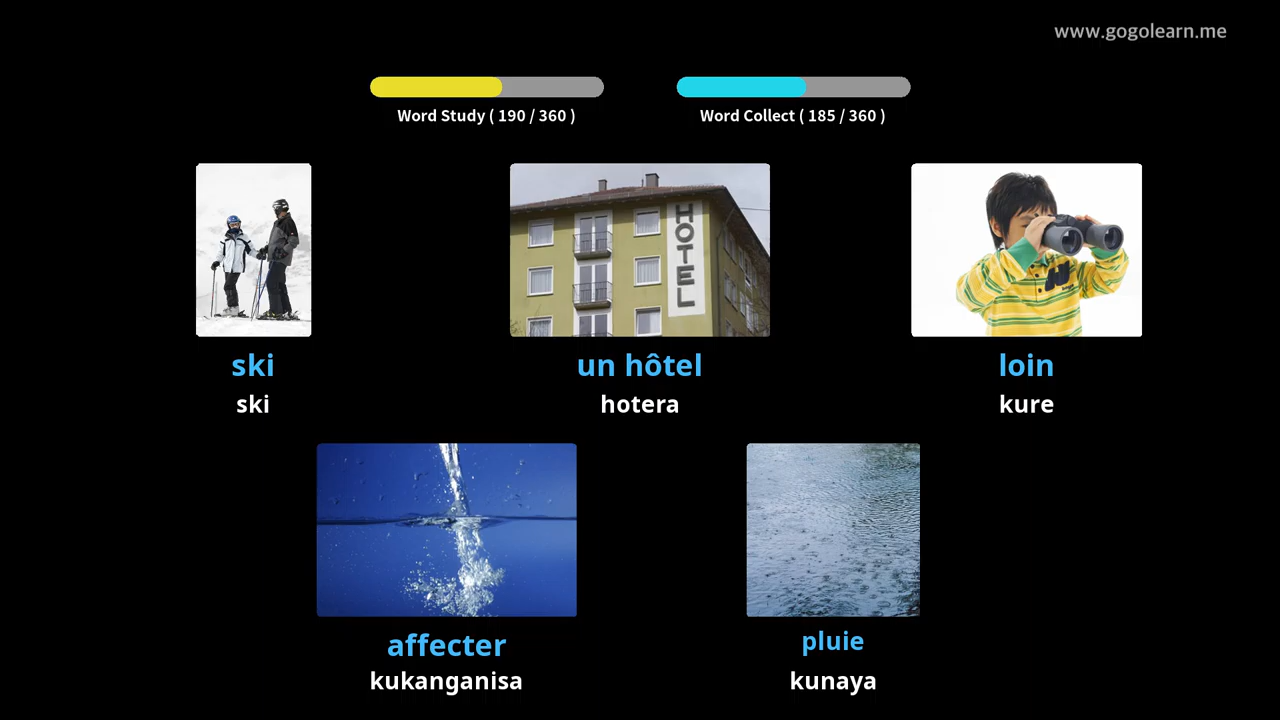 www.gogolearn.me
Word Study ( 190 / 360 )
Word Collect ( 185 / 360 )
HOTEL
ski
ski
un hôtel
hotera
loin
kure
affecter
kukanganisa
pluie
kunaya